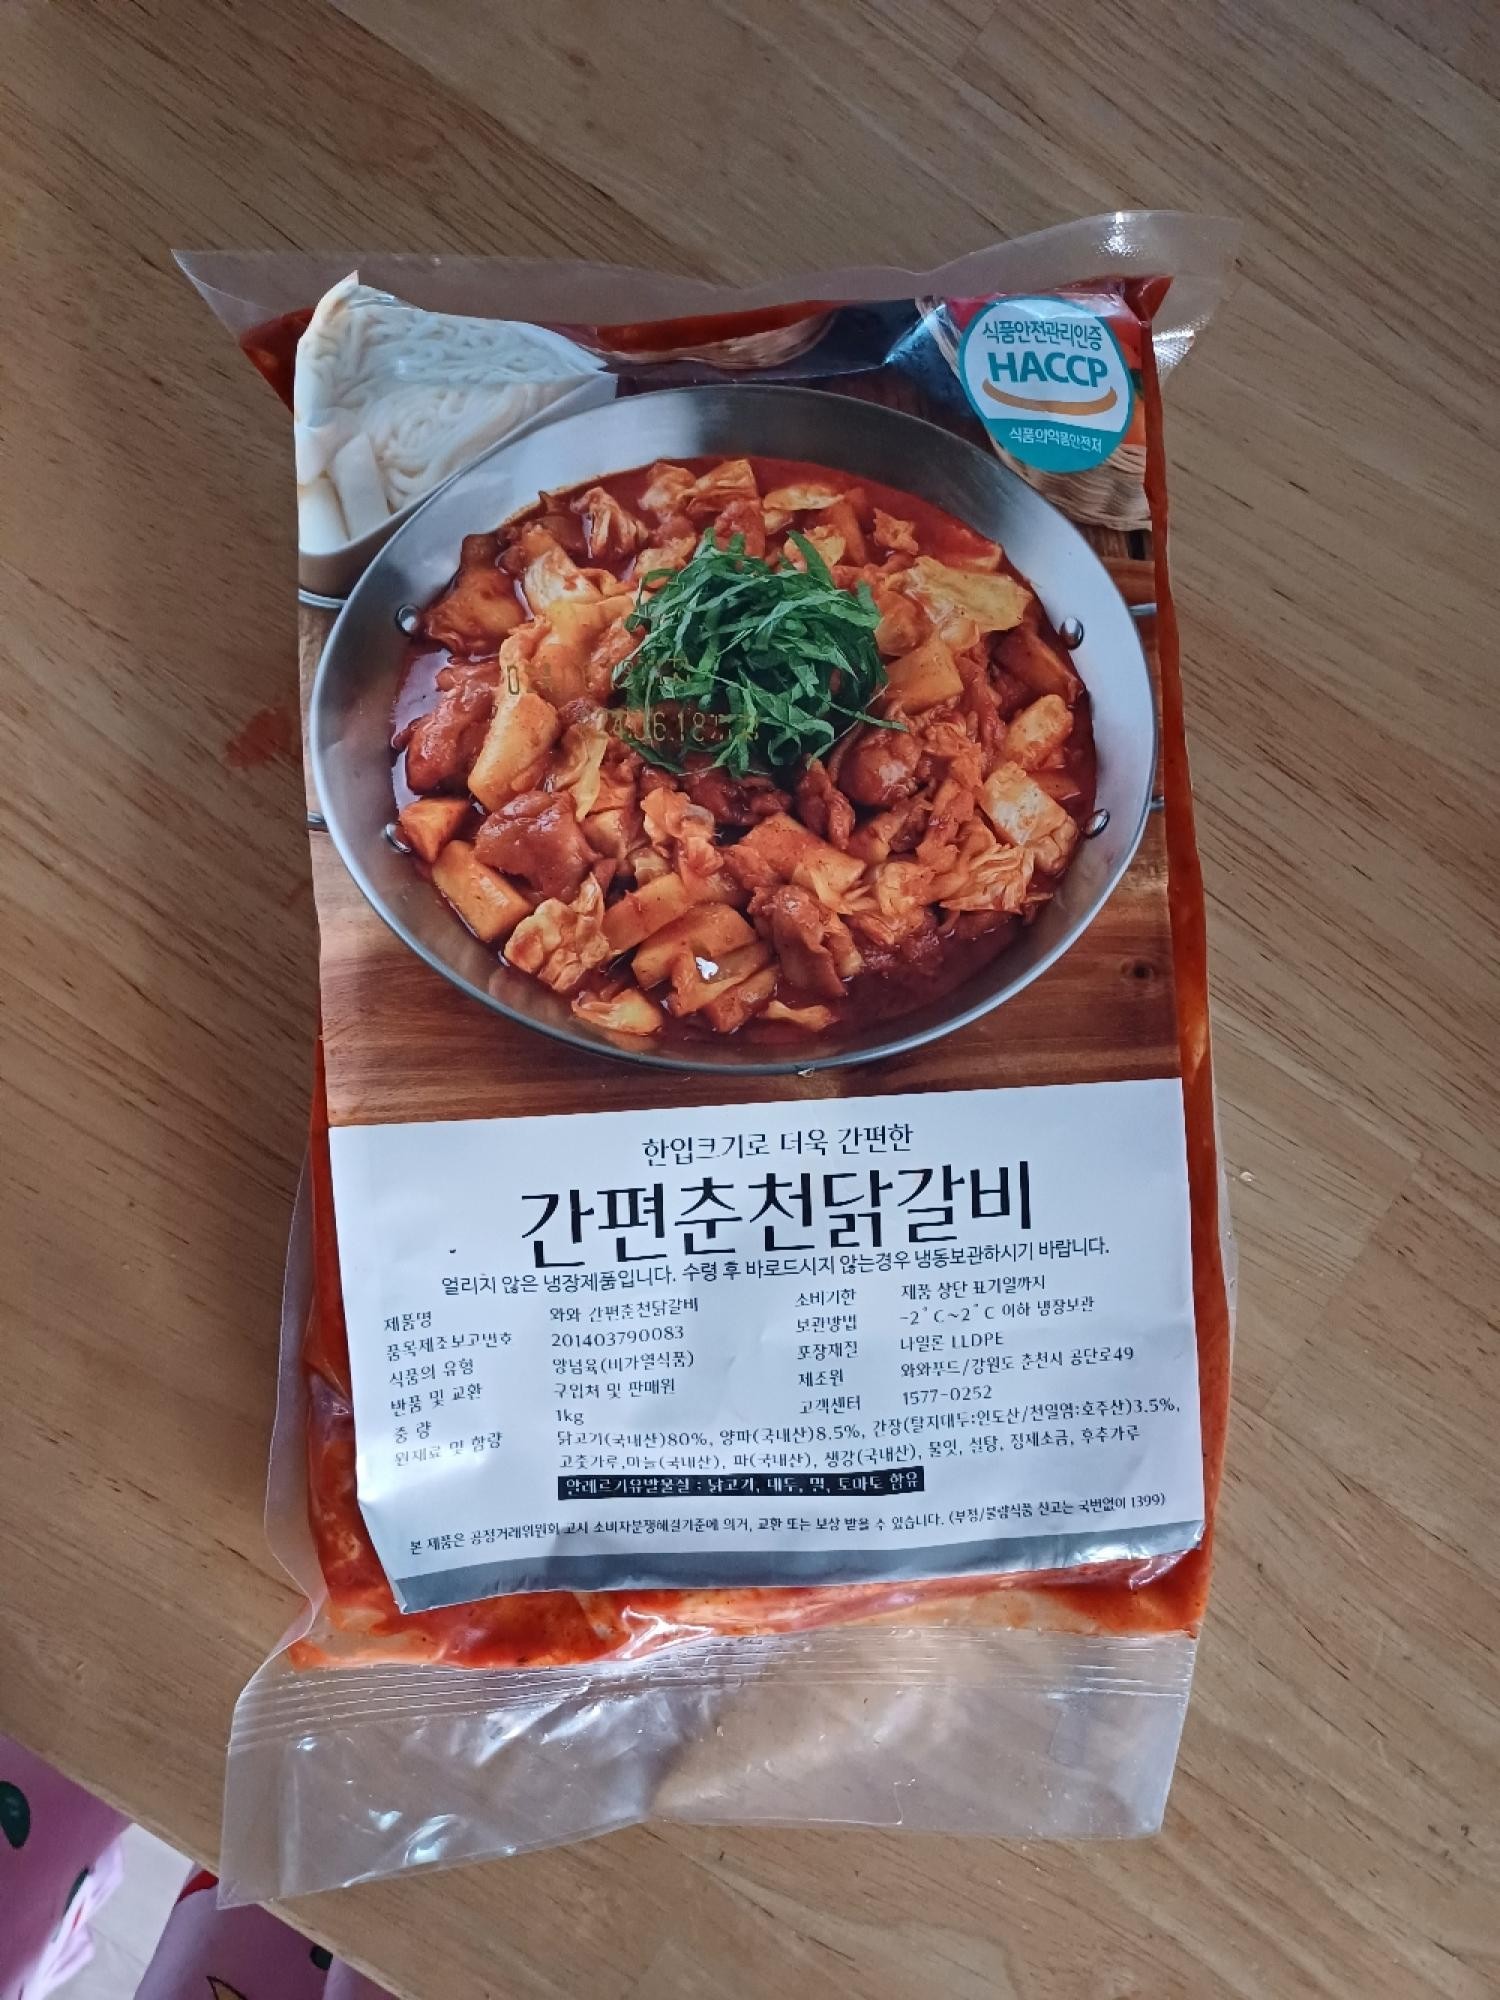 식품안전관리인증
HACCP
식품의약품안전처
24.06.18
한입크기로 더욱 간편한
간편춘천닭갈비
얼리지 않은 냉장제품입니다. 수령 후 바로드시지 않는경우 냉동보관하시기 바랍니다.
제품명 와와 간편춘천닭갈비
품목제조보고번호 201403790083
식품의 유형 양념육(비가열식품)
반품 및 교환 구입처 및 판매원
중 량 1kg
소비기한 제품 상단 표기일까지
보관방법 -2˚C~2˚C 이하 냉장보관
포장재질 나일론 LLDPE
제조원 와와푸드/강원도 춘천시 공단로49
고객센터 1577-0252
원재료 및 함량 닭고기(국내산)80%, 양파(국내산)8.5%, 간장(탈지대두:인도산/천일염:호주산)3.5%,
고춧가루,마늘(국내산), 파(국내산), 생강(국내산), 물엿, 설탕, 정제소금, 후추가루
알레르기유발물질 : 닭고기, 대두, 밀, 토마토 함유
본 제품은 공정거래위원회 고시 소비자분쟁해결기준에 의거, 교환 또는 보상 받을 수 있습니다. (부정/불량식품 신고는 국번없이 1399)